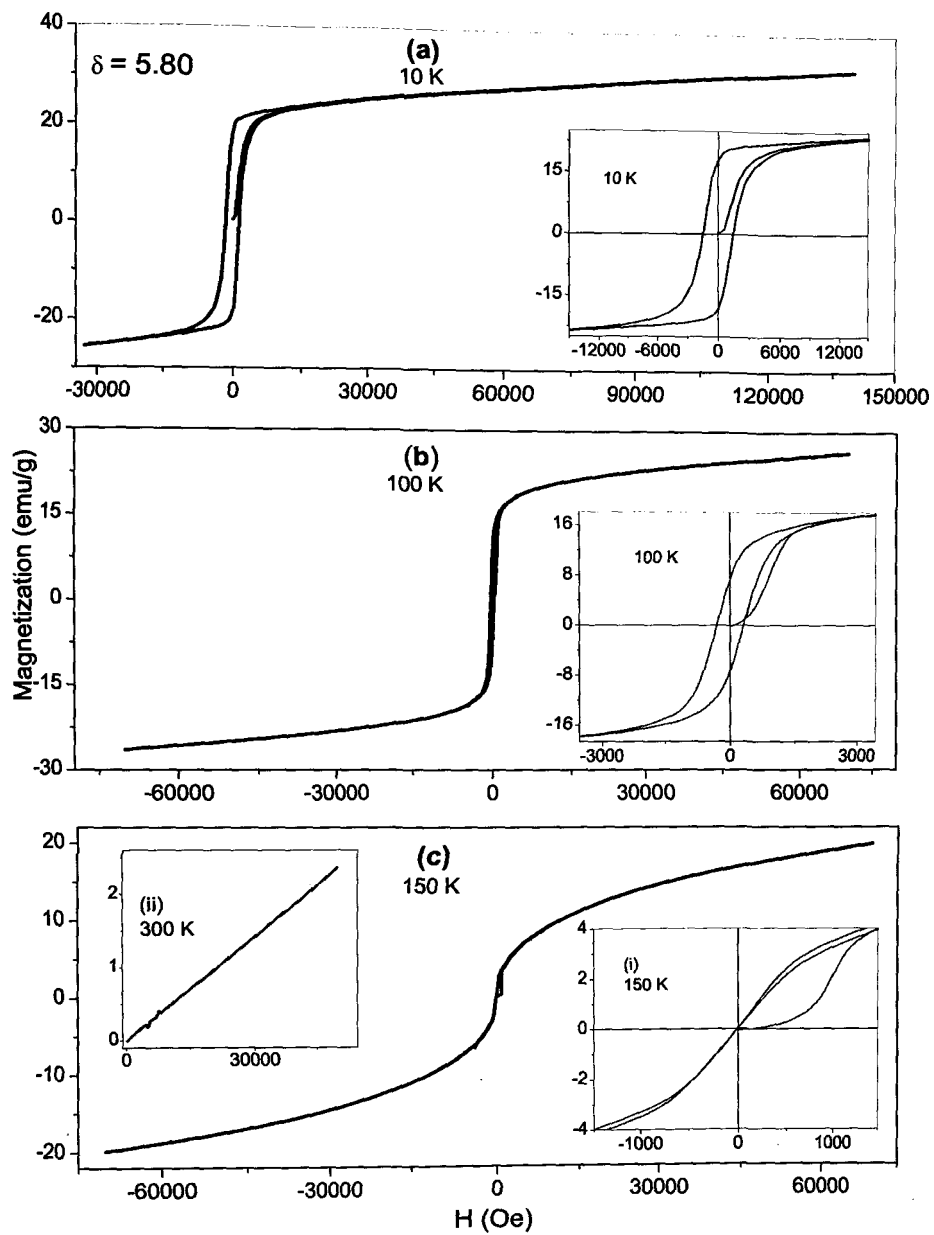 δ = 5.80
(a)
10 K
40
20
0
-20
-30000 0 30000 60000 90000 120000 150000
10 K
15
0
-15
-12000 -6000 0 6000 12000
Magnetization (emu/g)
(b)
100 K
30
15
0
-15
-30
-60000 -30000 0 30000 60000
100 K
16
8
0
-8
-16
-3000 0 3000
(c)
150 K
20
10
0
-10
-20
-60000 -30000 0 30000 60000
(ii)
300 K
2
1
0
0 30000
(i)
150 K
4
2
0
-2
-4
-1000 0 1000
H (Oe)